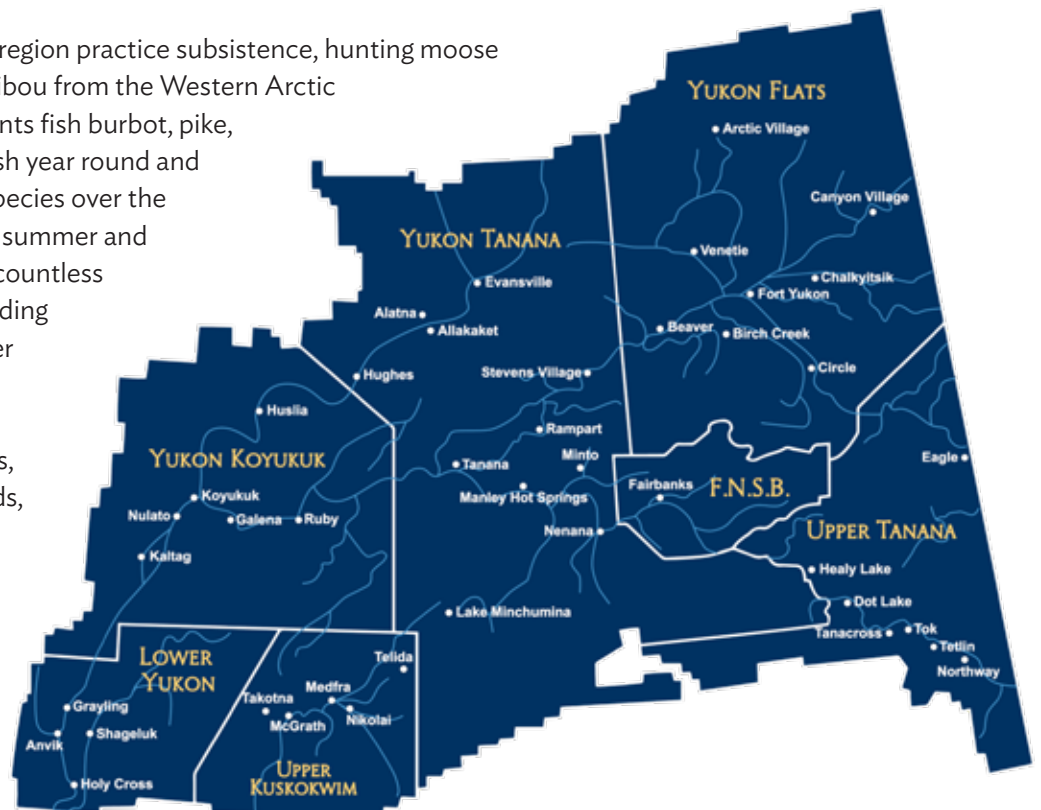 region practice subsistence, hunting moose
ibou from the Western Arctic
nts fish burbot, pike,
sh year round and
pecies over the
summer and
countless
ding
er
s,
ds,
YUKON FLATS
Arctic Village
Canyon Village
Venetie
Chalkyitsik
Fort Yukon
Beaver
Birch Creek
Circle
YUKON TANANA
Evansville
Alatna
Allakaket
Hughes
Stevens Village
Rampart
Tanana
Minto
Manley Hot Springs
Nenana
Lake Minchumina
YUKON KOYUKUK
Huslia
Koyukuk
Nulato
Galena
Ruby
Kaltag
F.N.S.B.
Fairbanks
UPPER TANANA
Eagle
Healy Lake
Dot Lake
Tanacross
Tok
Tetlin
Northway
LOWER
YUKON
Grayling
Anvik
Shageluk
Holy Cross
UPPER
KUSKOKWIM
Telida
Medfra
Takotna
McGrath
Nikolai